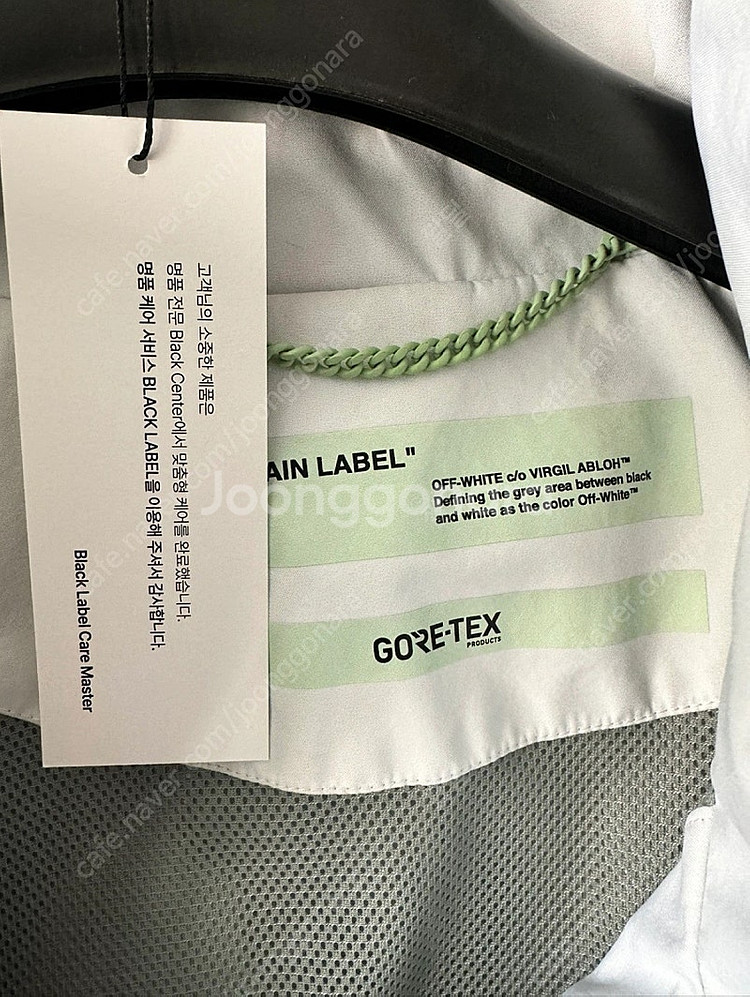 고객님의 소중한 제품은
명품 전문 Black Center에서 맞춤형 케어를 완료했습니다.
명품 케어 서비스 BLACK LABEL을 이용해 주셔서 감사합니다.
Black Label Care Master
AIN LABEL"
OFF-WHITE c/o VIRGIL ABLOH™
Defining the grey area between black
and white as the color Off-White™
GORE-TEX
PRODUCTS
Joonggo
cafe.naver.com/joonggonara